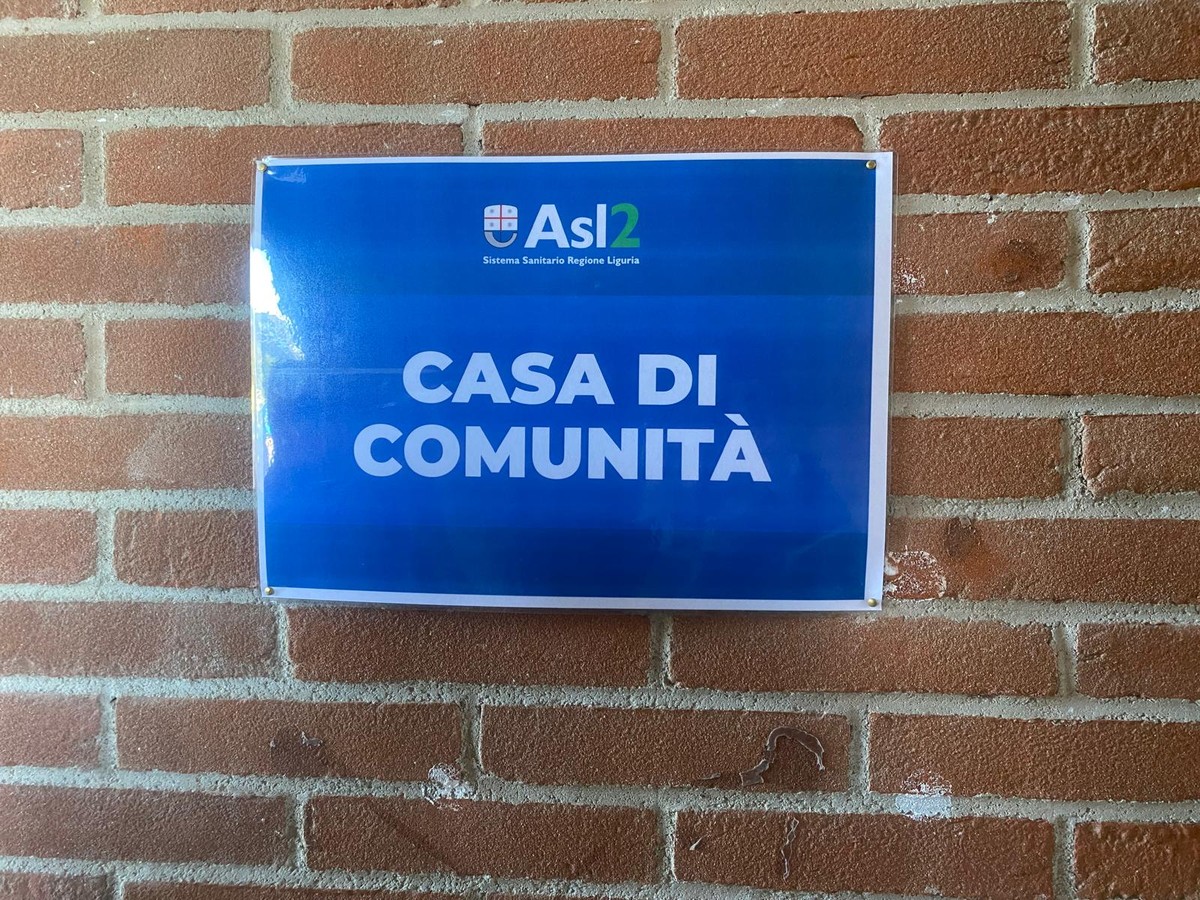 Asl2
Sistema Sanitario Regione Liguria
CASA DI
COMUNITÀ